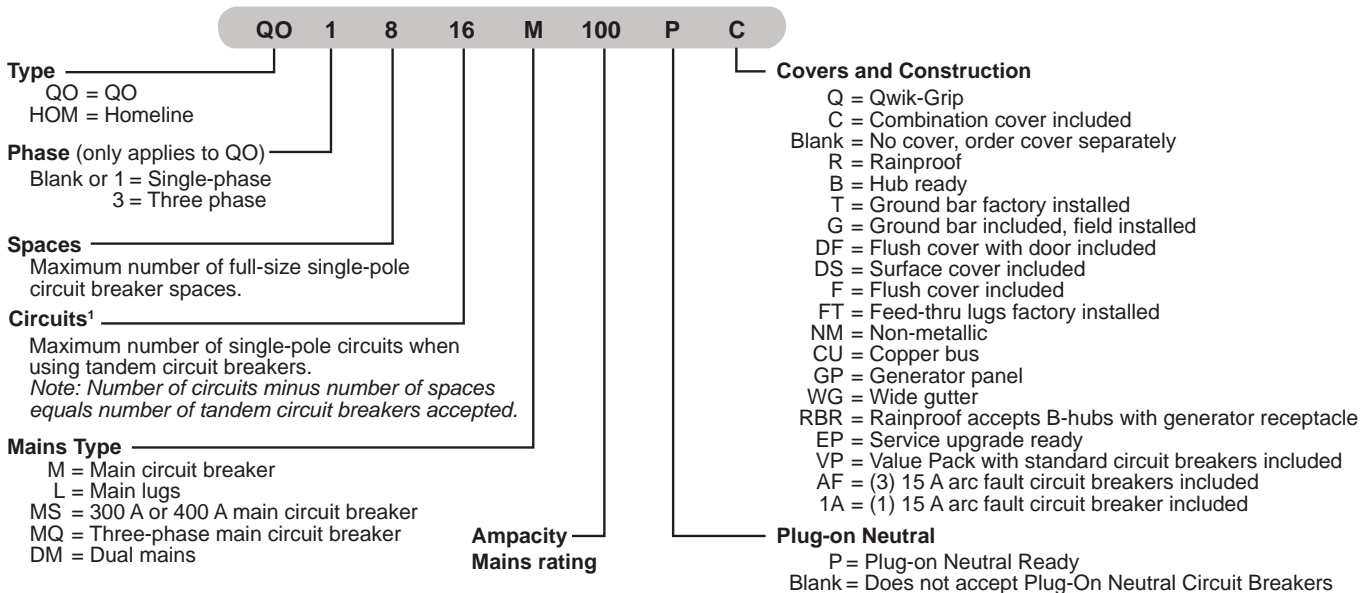 QO 1 8 16 M 100 P C
Type
QO = QO
HOM = Homeline
Phase (only applies to QO)
Blank or 1 = Single-phase
3 = Three phase
Spaces
Maximum number of full-size single-pole
circuit breaker spaces.
Circuits¹
Maximum number of single-pole circuits when
using tandem circuit breakers.
Note: Number of circuits minus number of spaces
equals number of tandem circuit breakers accepted.
Mains Type
M = Main circuit breaker
L = Main lugs
MS = 300 A or 400 A main circuit breaker
MQ = Three-phase main circuit breaker
DM = Dual mains
Ampacity
Mains rating
Covers and Construction
Q = Qwik-Grip
C = Combination cover included
Blank = No cover, order cover separately
R = Rainproof
B = Hub ready
T = Ground bar factory installed
G = Ground bar included, field installed
DF = Flush cover with door included
DS = Surface cover included
F = Flush cover included
FT = Feed-thru lugs factory installed
NM = Non-metallic
CU = Copper bus
GP = Generator panel
WG = Wide gutter
RBR = Rainproof accepts B-hubs with generator receptacle
EP = Service upgrade ready
VP = Value Pack with standard circuit breakers included
AF = (3) 15 A arc fault circuit breakers included
1A = (1) 15 A arc fault circuit breaker included
Plug-on Neutral
P = Plug-on Neutral Ready
Blank = Does not accept Plug-On Neutral Circuit Breakers